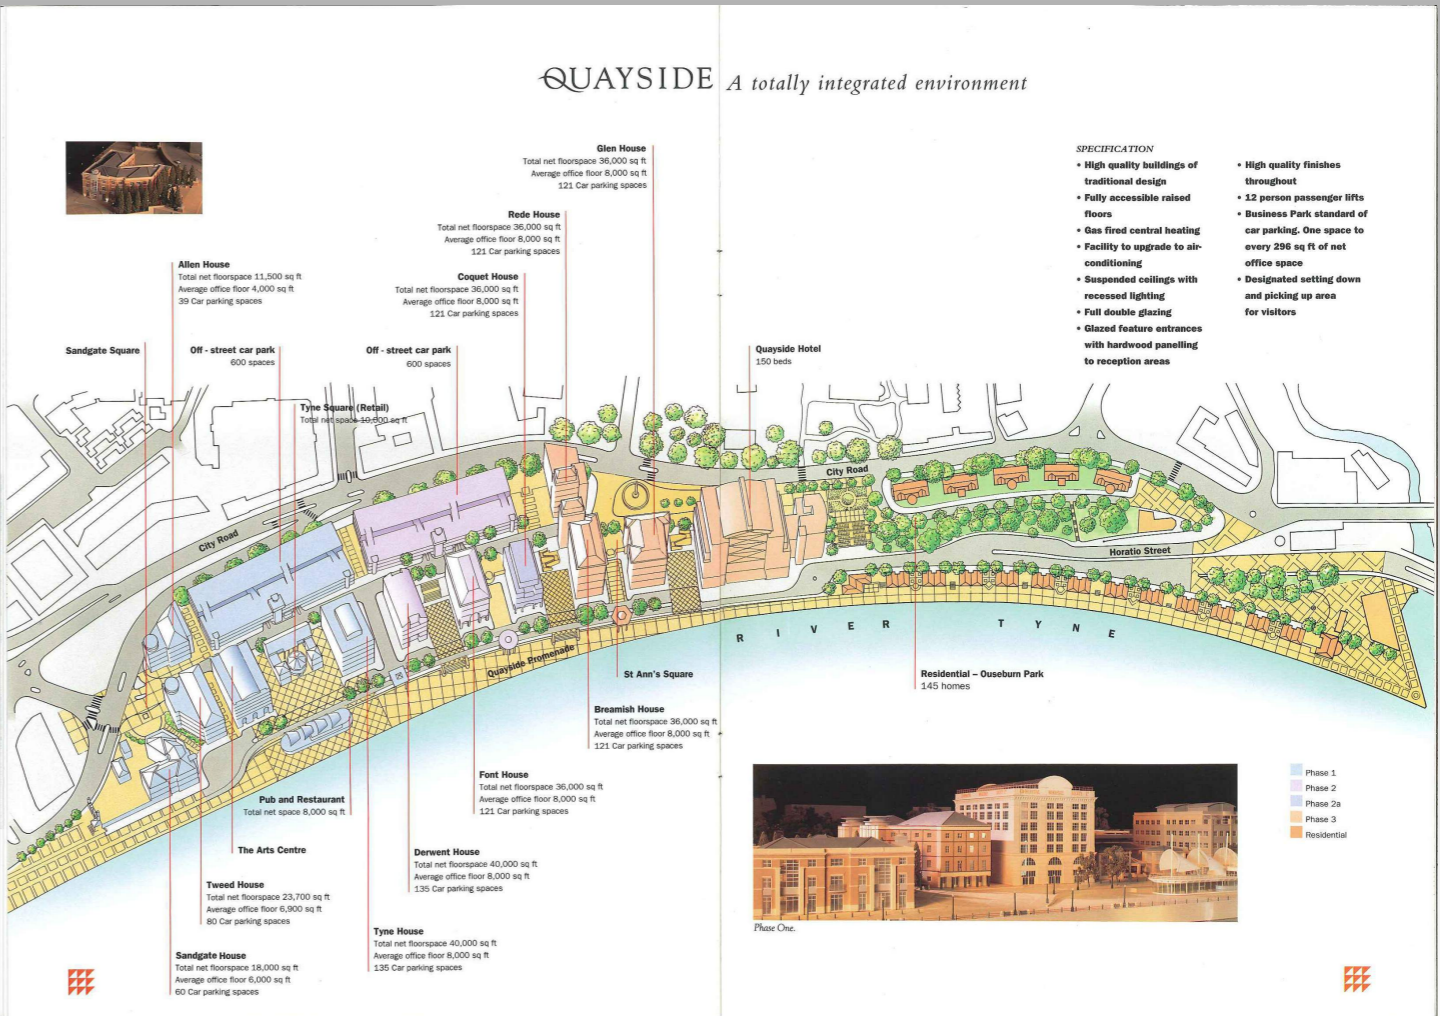 QUAYSIDE A totally integrated environment
Glen House
Total net floorspace 36,000 sq ft
Average office floor 8,000 sq ft
121 Car parking spaces
Rede House
Total net floorspace 36,000 sq ft
Average office floor 8,000 sq ft
121 Car parking spaces
Coquet House
Total net floorspace 36,000 sq ft
Average office floor 8,000 sq ft
121 Car parking spaces
Allen House
Total net floorspace 11,500 sq ft
Average office floor 4,000 sq ft
39 Car parking spaces
Sandgate Square
Off - street car park
600 spaces
Off - street car park
600 spaces
Tyne Square (Retail)
Total net space 10,000 sq ft
Quayside Hotel
150 beds
SPECIFICATION
• High quality buildings of
traditional design
• Fully accessible raised
floors
• Gas fired central heating
• Facility to upgrade to air-
conditioning
• Suspended ceilings with
recessed lighting
• Full double glazing
• Glazed feature entrances
with hardwood panelling
to reception areas
• High quality finishes
throughout
• 12 person passenger lifts
• Business Park standard of
car parking. One space to
every 296 sq ft of net
office space
• Designated setting down
and picking up area
for visitors
City Road
City Road
Horatio Street
Quayside Promenade
RIVER TYNE
St Ann's Square
Residential – Ouseburn Park
145 homes
Breamish House
Total net floorspace 36,000 sq ft
Average office floor 8,000 sq ft
121 Car parking spaces
Font House
Total net floorspace 36,000 sq ft
Average office floor 8,000 sq ft
121 Car parking spaces
Pub and Restaurant
Total net space 8,000 sq ft
The Arts Centre
Derwent House
Total net floorspace 40,000 sq ft
Average office floor 8,000 sq ft
135 Car parking spaces
Tweed House
Total net floorspace 23,700 sq ft
Average office floor 6,900 sq ft
80 Car parking spaces
Tyne House
Total net floorspace 40,000 sq ft
Average office floor 8,000 sq ft
135 Car parking spaces
Sandgate House
Total net floorspace 18,000 sq ft
Average office floor 6,000 sq ft
60 Car parking spaces
Phase 1
Phase 2
Phase 2a
Phase 3
Residential
Phase One.